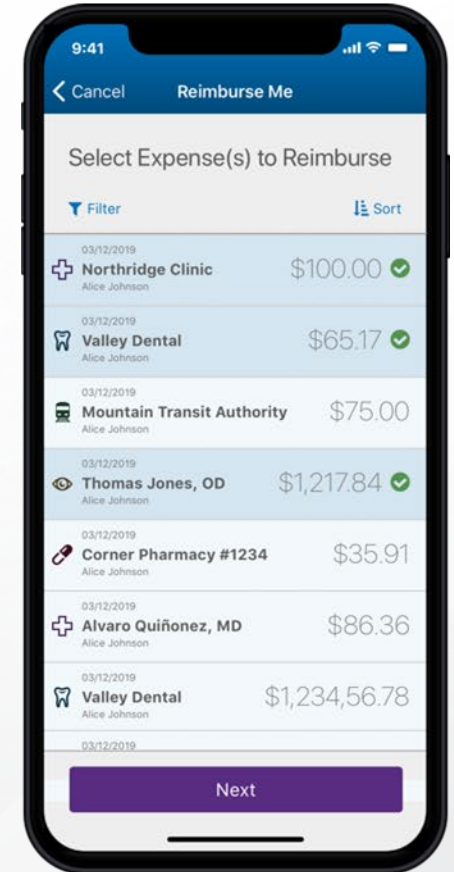 9:41
Cancel Reimburse Me
Select Expense(s) to Reimburse
Filter Sort
03/12/2019
Northridge Clinic $100.00
Alice Johnson
03/12/2019
Valley Dental $65.17
Alice Johnson
03/12/2019
Mountain Transit Authority $75.00
Alice Johnson
03/12/2019
Thomas Jones, OD $1,217.84
Alice Johnson
03/12/2019
Corner Pharmacy #1234 $35.91
Alice Johnson
03/12/2019
Alvaro Quiñonez, MD $86.36
Alice Johnson
03/12/2019
Valley Dental $1,234,56.78
Alice Johnson
03/12/2019
Next